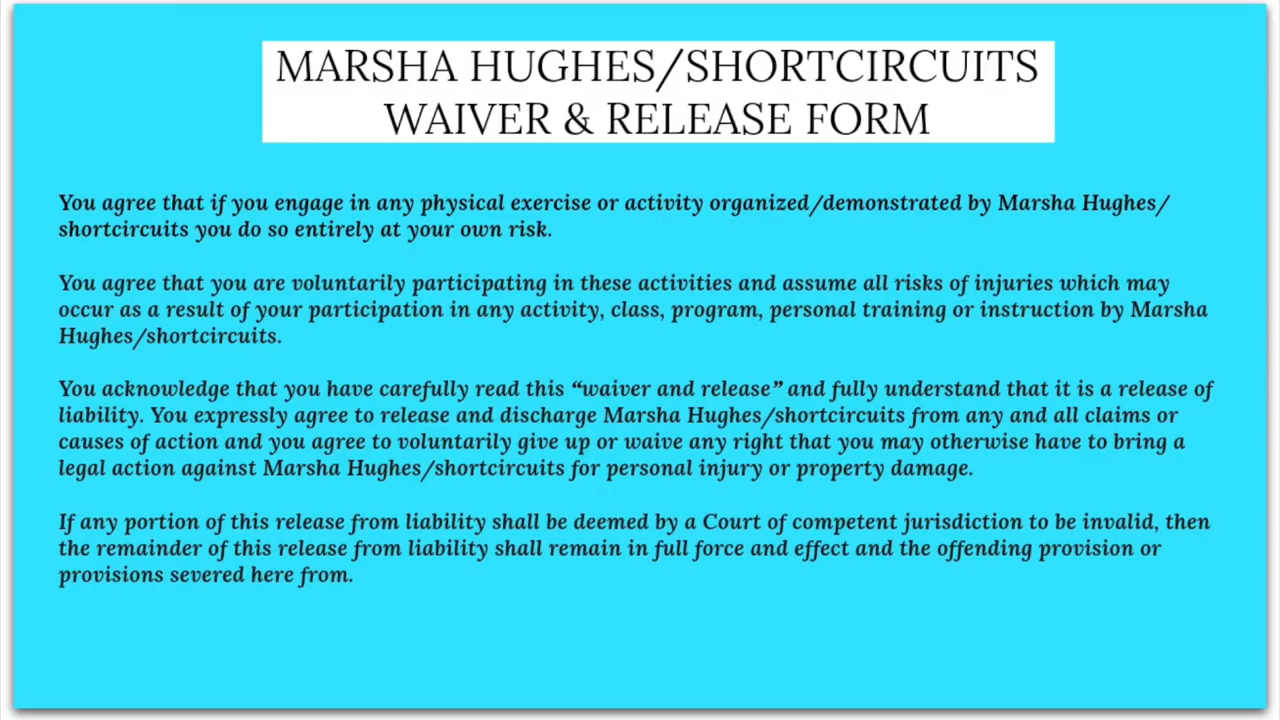 MARSHA HUGHES/SHORTCIRCUITS
WAIVER & RELEASE FORM
You agree that if you engage in any physical exercise or activity organized/demonstrated by Marsha Hughes/
shortcircuits you do so entirely at your own risk.
You agree that you are voluntarily participating in these activities and assume all risks of injuries which may
occur as a result of your participation in any activity, class, program, personal training or instruction by Marsha
Hughes/shortcircuits.
You acknowledge that you have carefully read this “waiver and release” and fully understand that it is a release of
liability. You expressly agree to release and discharge Marsha Hughes/shortcircuits from any and all claims or
causes of action and you agree to voluntarily give up or waive any right that you may otherwise have to bring a
legal action against Marsha Hughes/shortcircuits for personal injury or property damage.
If any portion of this release from liability shall be deemed by a Court of competent jurisdiction to be invalid, then
the remainder of this release from liability shall remain in full force and effect and the offending provision or
provisions severed here from.